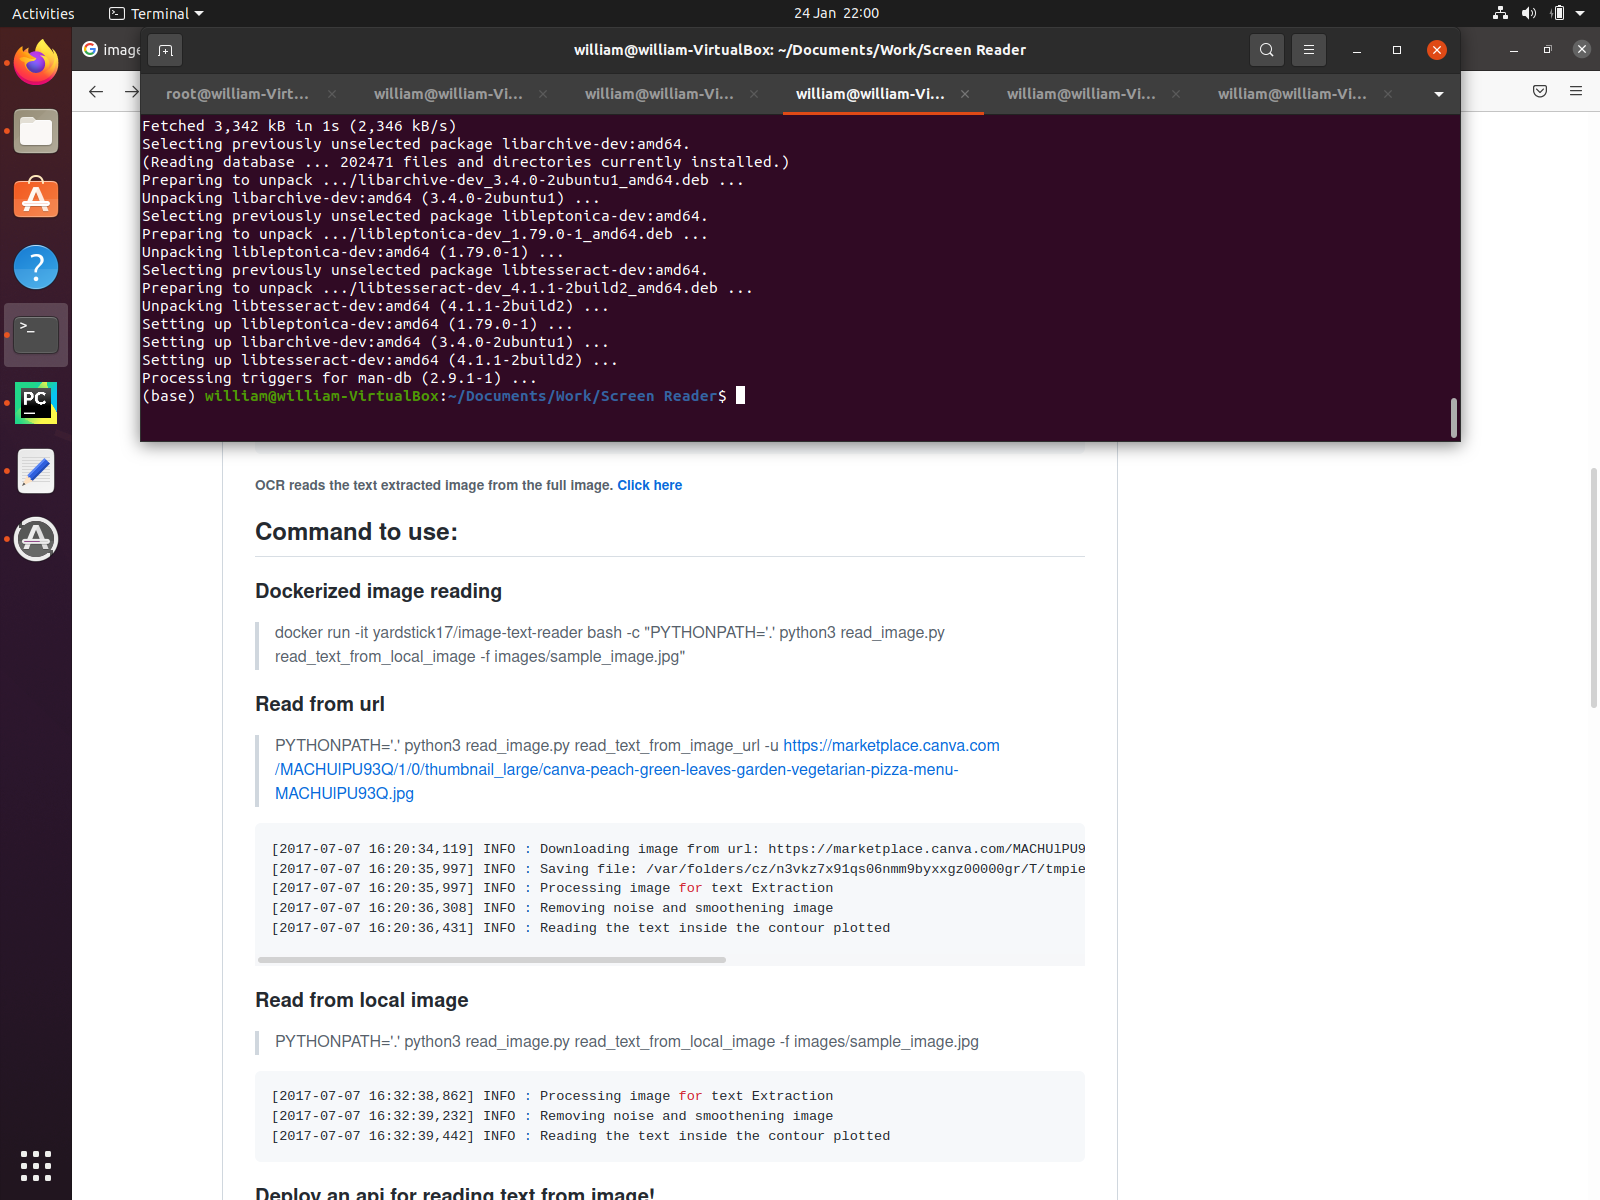 Activities
Terminal
24 Jan 22:00
image
william@william-VirtualBox: ~/Documents/Work/Screen Reader
root@william-Virt...
william@william-Vi...
william@william-Vi...
william@william-Vi...
william@william-Vi...
william@william-Vi...
Fetched 3,342 kB in 1s (2,346 kB/s)
Selecting previously unselected package libarchive-dev:amd64.
(Reading database ... 202471 files and directories currently installed.)
Preparing to unpack .../libarchive-dev_3.4.0-2ubuntu1_amd64.deb ...
Unpacking libarchive-dev:amd64 (3.4.0-2ubuntu1) ...
Selecting previously unselected package libleptonica-dev:amd64.
Preparing to unpack .../libleptonica-dev_1.79.0-1_amd64.deb ...
Unpacking libleptonica-dev:amd64 (1.79.0-1) ...
Selecting previously unselected package libtesseract-dev:amd64.
Preparing to unpack .../libtesseract-dev_4.1.1-2build2_amd64.deb ...
Unpacking libtesseract-dev:amd64 (4.1.1-2build2) ...
Setting up libleptonica-dev:amd64 (1.79.0-1) ...
Setting up libarchive-dev:amd64 (3.4.0-2ubuntu1) ...
Setting up libtesseract-dev:amd64 (4.1.1-2build2) ...
Processing triggers for man-db (2.9.1-1) ...
(base) william@william-VirtualBox:~/Documents/Work/Screen Reader$
OCR reads the text extracted image from the full image. Click here
Command to use:
Dockerized image reading
docker run -it yardstick17/image-text-reader bash -c "PYTHONPATH='.' python3 read_image.py
read_text_from_local_image -f images/sample_image.jpg"
Read from url
PYTHONPATH='.' python3 read_image.py read_text_from_image_url -u https://marketplace.canva.com
/MACHUlPU93Q/1/0/thumbnail_large/canva-peach-green-leaves-garden-vegetarian-pizza-menu-
MACHUlPU93Q.jpg
[2017-07-07 16:20:34,119] INFO : Downloading image from url: https://marketplace.canva.com/MACHUlPU9
[2017-07-07 16:20:35,997] INFO : Saving file: /var/folders/cz/n3vkz7x91qs06nmm9byxxgz00000gr/T/tmpie
[2017-07-07 16:20:35,997] INFO : Processing image for text Extraction
[2017-07-07 16:20:36,308] INFO : Removing noise and smoothening image
[2017-07-07 16:20:36,431] INFO : Reading the text inside the contour plotted
Read from local image
PYTHONPATH='.' python3 read_image.py read_text_from_local_image -f images/sample_image.jpg
[2017-07-07 16:32:38,862] INFO : Processing image for text Extraction
[2017-07-07 16:32:39,232] INFO : Removing noise and smoothening image
[2017-07-07 16:32:39,442] INFO : Reading the text inside the contour plotted
Deploy an api for reading text from image!